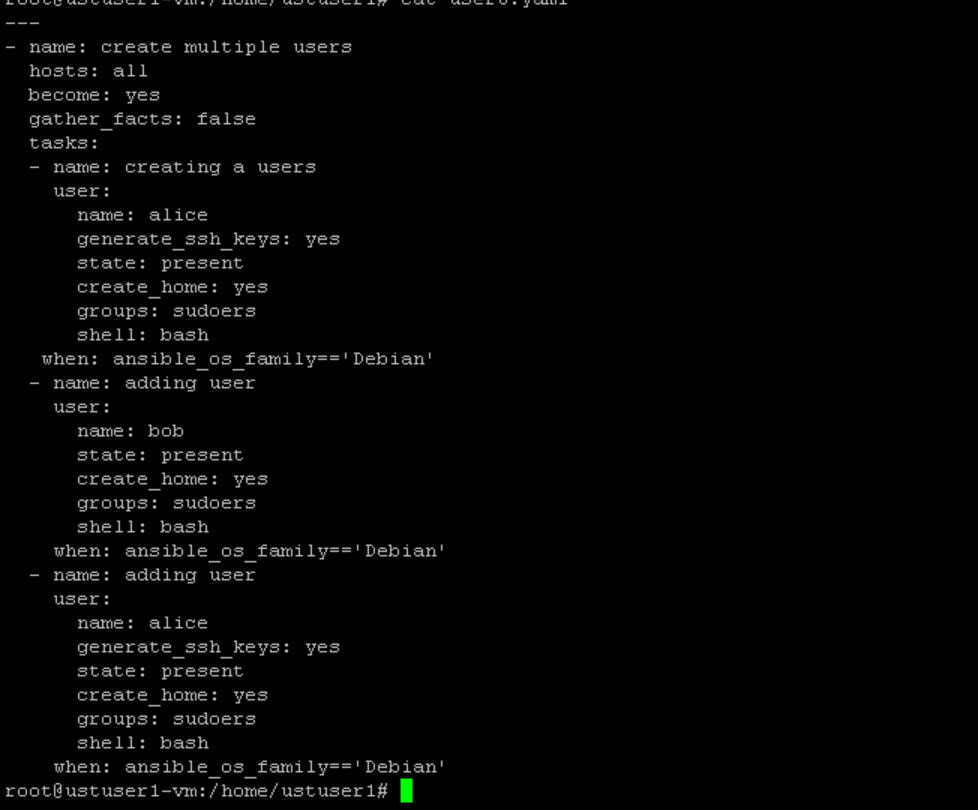 root@ustuser1-vm:/home/ustuser1# cat user6.yaml
---
- name: create multiple users
  hosts: all
  become: yes
  gather_facts: false
  tasks:
  - name: creating a users
    user:
      name: alice
      generate_ssh_keys: yes
      state: present
      create_home: yes
      groups: sudoers
      shell: bash
   when: ansible_os_family=='Debian'
  - name: adding user
    user:
      name: bob
      state: present
      create_home: yes
      groups: sudoers
      shell: bash
    when: ansible_os_family=='Debian'
  - name: adding user
    user:
      name: alice
      generate_ssh_keys: yes
      state: present
      create_home: yes
      groups: sudoers
      shell: bash
    when: ansible_os_family=='Debian'
root@ustuser1-vm:/home/ustuser1#